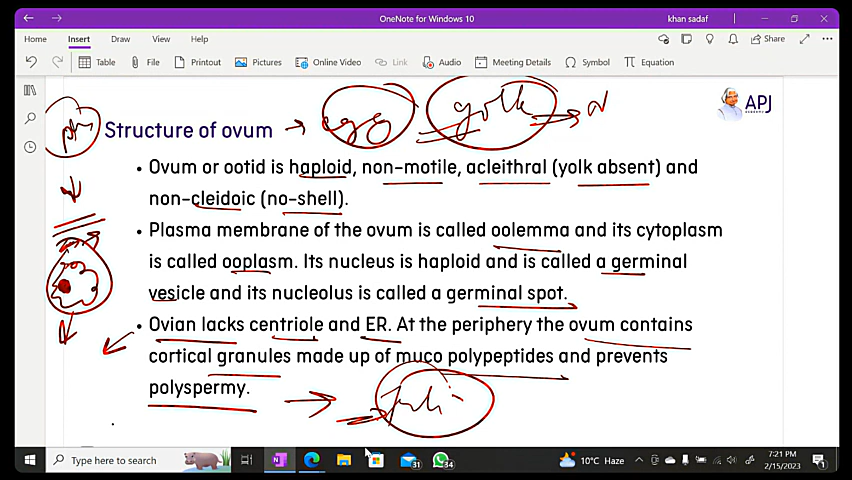 OneNote for Windows 10
khan sadaf
Home Insert Draw View Help
Share
Table File Printout Pictures Online Video Link Audio Meeting Details Symbol Equation
egg
APJ
Structure of ovum
• Ovum or ootid is haploid, non-motile, acleithral (yolk absent) and
non-cleidoic (no-shell).
• Plasma membrane of the ovum is called oolemma and its cytoplasm
is called ooplasm. Its nucleus is haploid and is called a germinal
vesicle and its nucleolus is called a germinal spot.
• Ovian lacks centriole and ER. At the periphery the ovum contains
cortical granules made up of muco polypeptides and prevents
polyspermy.
Type here to search
31
34
10°C Haze
7:21 PM
2/15/2023
1